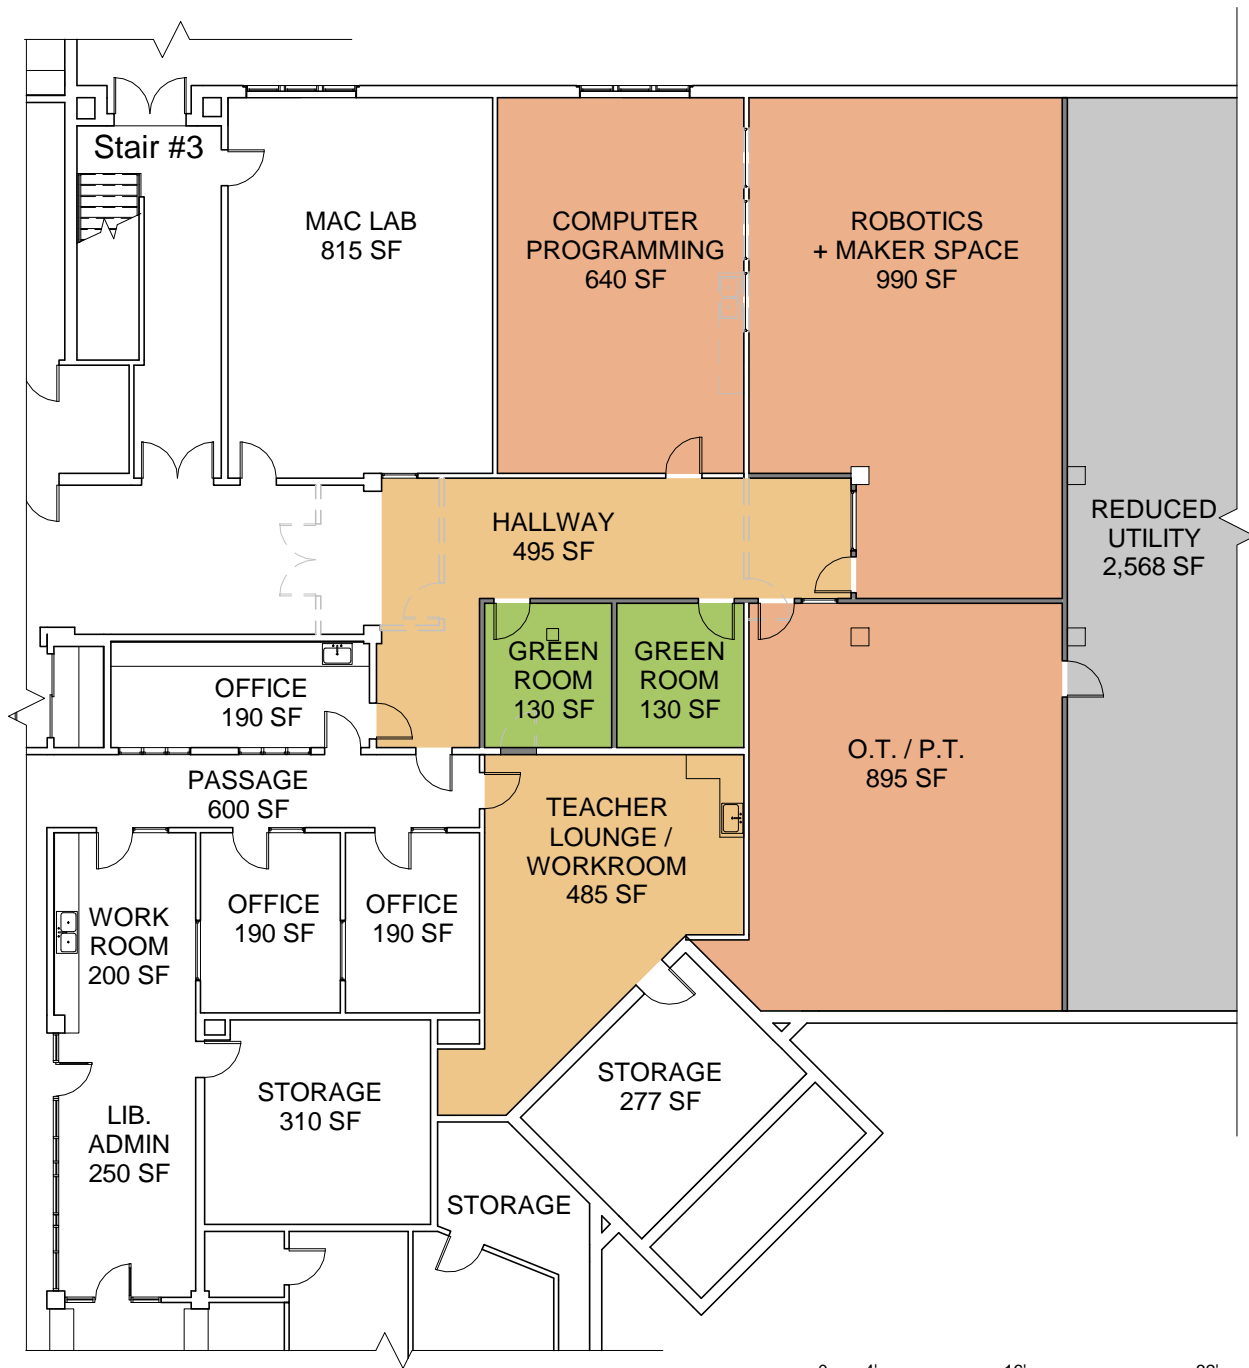 Stair #3
MAC LAB
815 SF
COMPUTER
PROGRAMMING
640 SF
ROBOTICS
+ MAKER SPACE
990 SF
HALLWAY
495 SF
REDUCED
UTILITY
2,568 SF
GREEN
ROOM
130 SF
GREEN
ROOM
130 SF
OFFICE
190 SF
O.T. / P.T.
895 SF
PASSAGE
600 SF
TEACHER
LOUNGE /
WORKROOM
485 SF
WORK
ROOM
200 SF
OFFICE
190 SF
OFFICE
190 SF
STORAGE
277 SF
STORAGE
310 SF
LIB.
ADMIN
250 SF
STORAGE